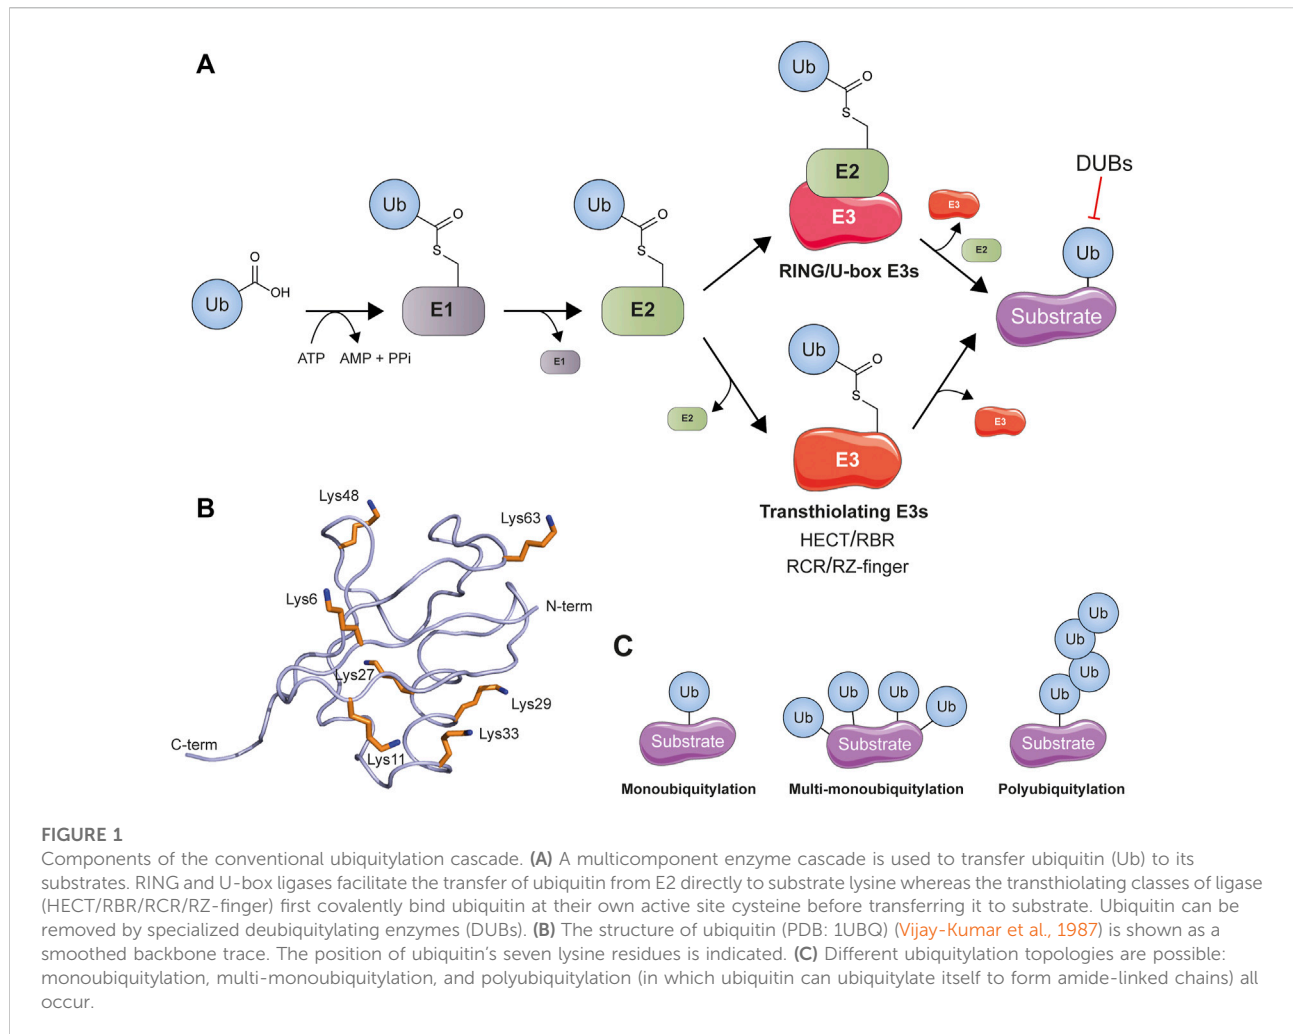 A
Ub
O
OH
ATP
AMP + PPi
Ub
O
S
E1
E1
Ub
O
S
E2
E2
Ub
O
S
E2
E3
RING/U-box E3s
E3
E2
Ub
O
S
E3
Transthiolating E3s
HECT/RBR
RCR/RZ-finger
E3
DUBs
Ub
Substrate
B
Lys48
Lys63
Lys6
N-term
Lys27
Lys29
Lys33
Lys11
C-term
C
Ub
Substrate
Monoubiquitylation
Ub
Ub
Ub
Ub
Substrate
Multi-monoubiquitylation
Ub
Ub
Ub
Ub
Substrate
Polyubiquitylation
FIGURE 1
Components of the conventional ubiquitylation cascade. (A) A multicomponent enzyme cascade is used to transfer ubiquitin (Ub) to its
substrates. RING and U-box ligases facilitate the transfer of ubiquitin from E2 directly to substrate lysine whereas the transthiolating classes of ligase
(HECT/RBR/RCR/RZ-finger) first covalently bind ubiquitin at their own active site cysteine before transferring it to substrate. Ubiquitin can be
removed by specialized deubiquitylating enzymes (DUBs). (B) The structure of ubiquitin (PDB: 1UBQ) (Vijay-Kumar et al., 1987) is shown as a
smoothed backbone trace. The position of ubiquitin's seven lysine residues is indicated. (C) Different ubiquitylation topologies are possible:
monoubiquitylation, multi-monoubiquitylation, and polyubiquitylation (in which ubiquitin can ubiquitylate itself to form amide-linked chains) all
occur.